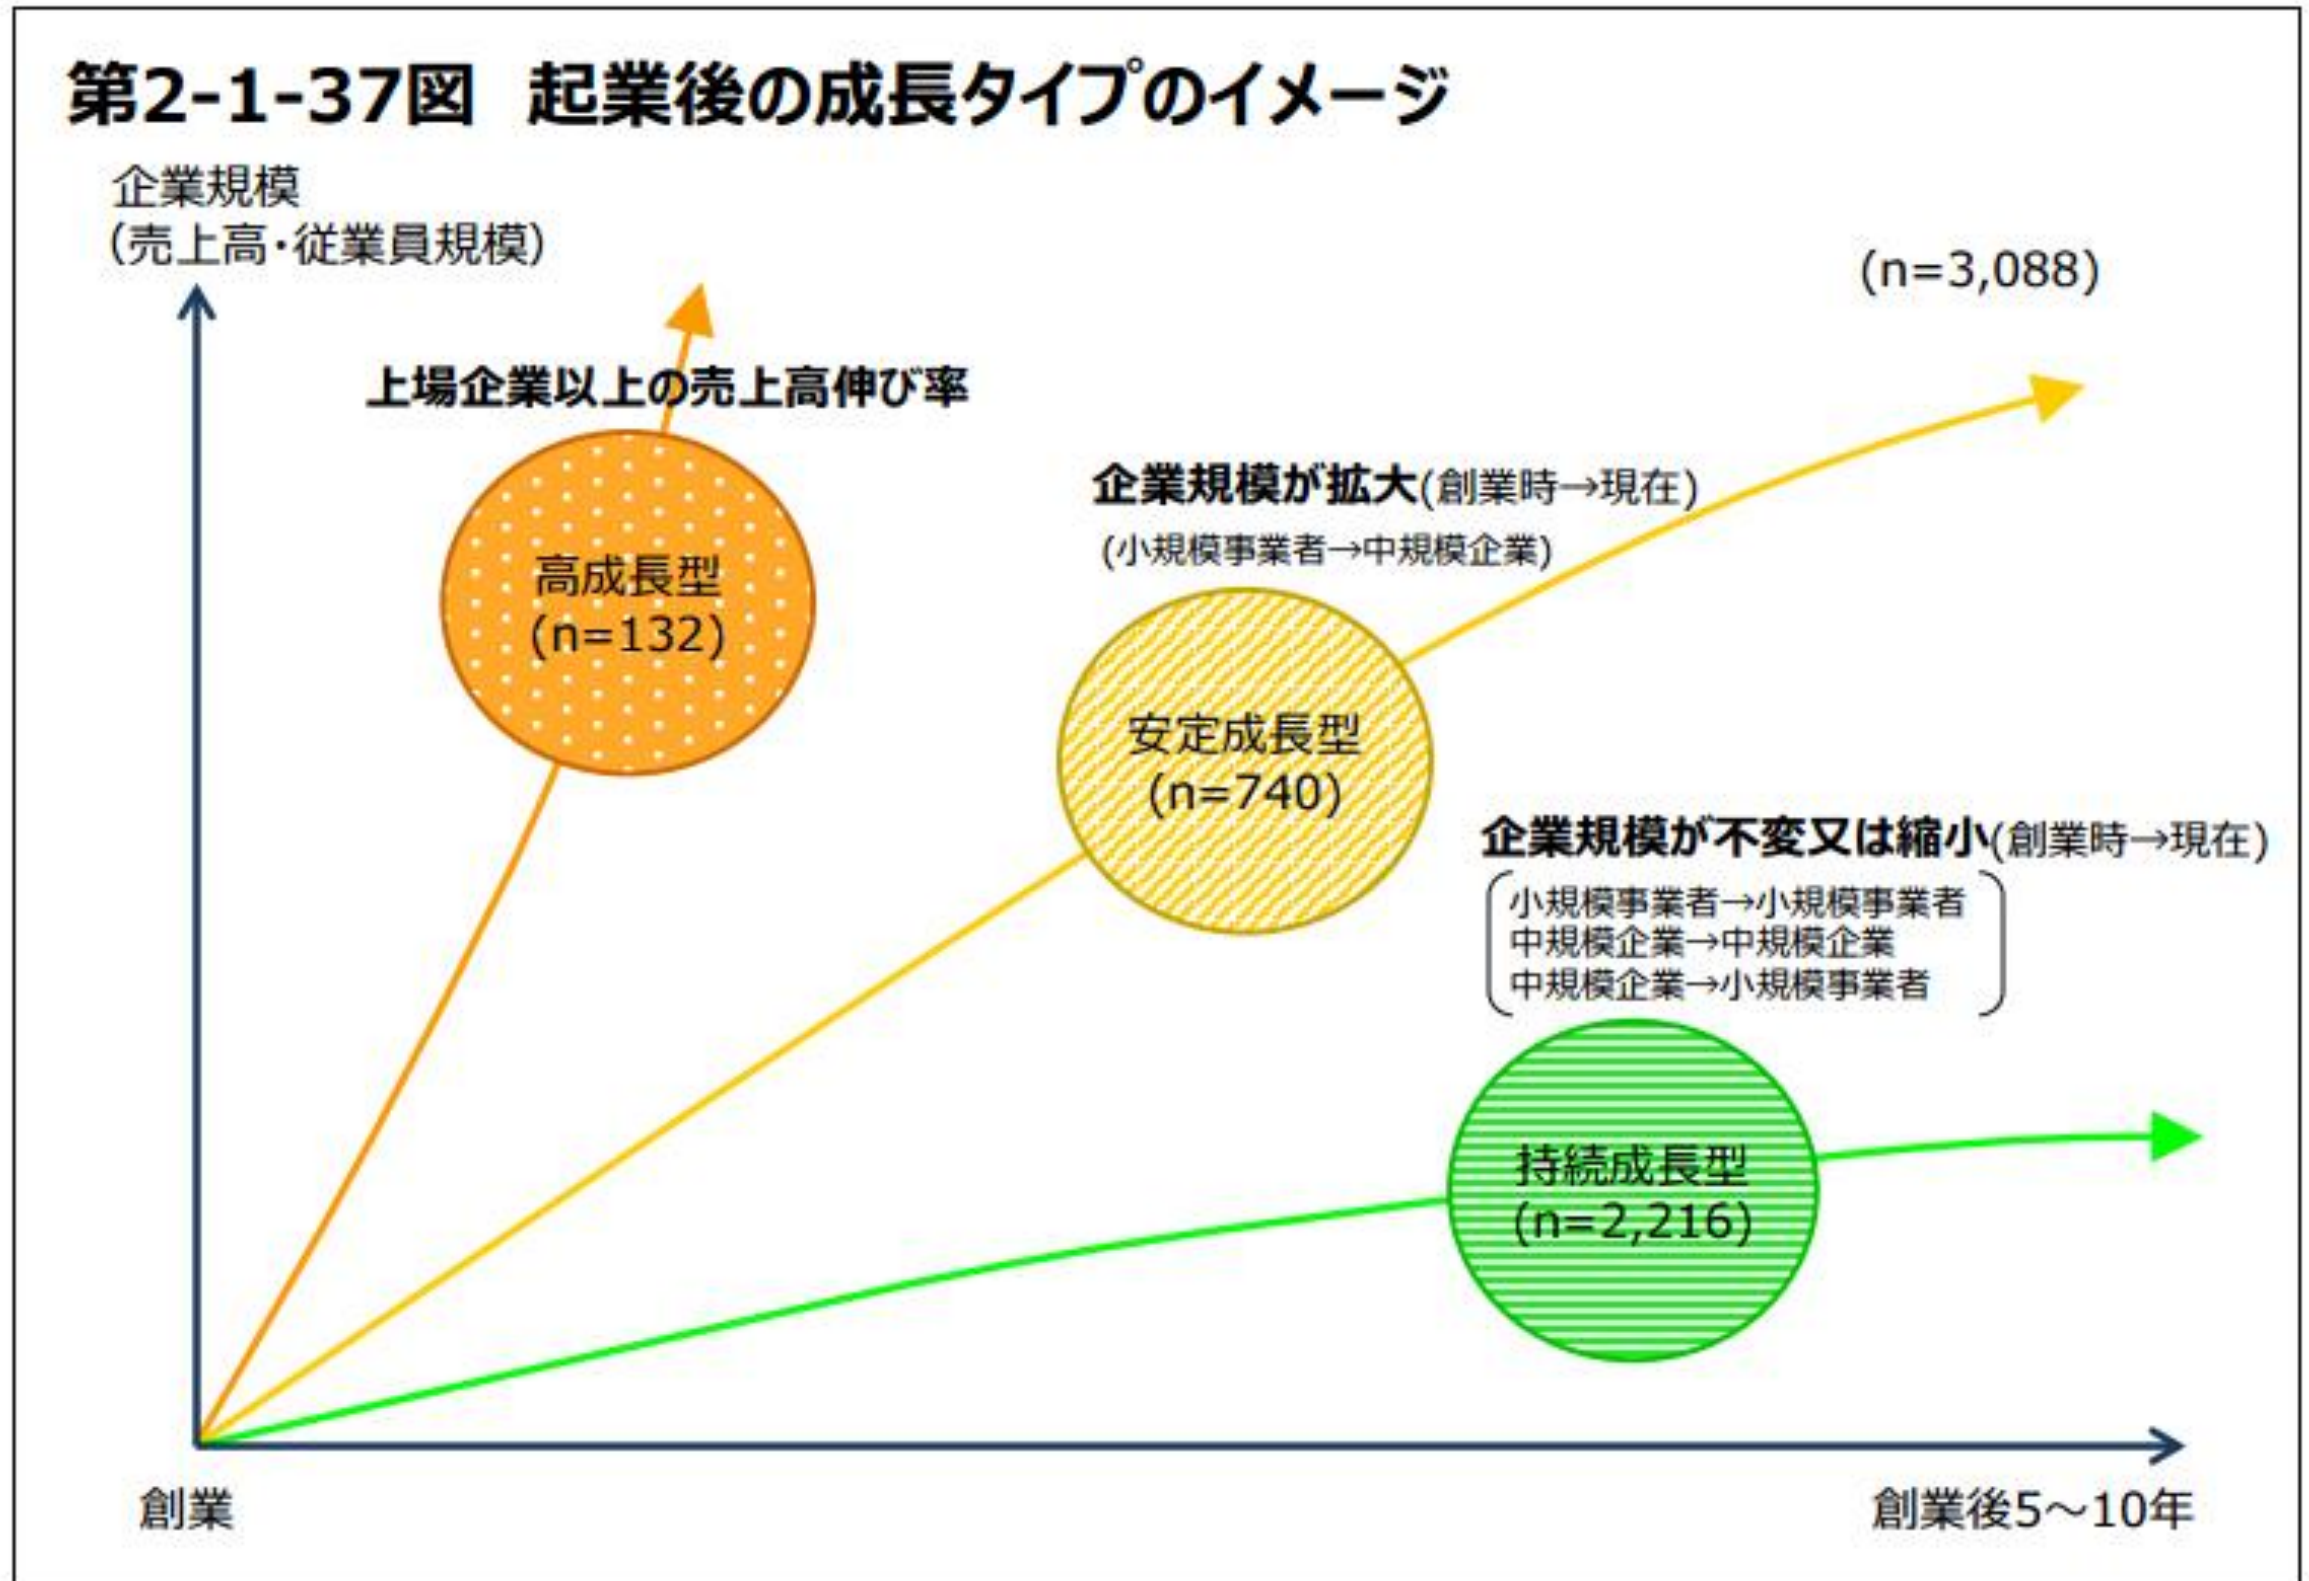 第2-1-37図 起業後の成長タイプのイメージ
企業規模
(売上高・従業員規模)
(n=3,088)
上場企業以上の売上高伸び率
高成長型
(n=132)
企業規模が拡大(創業時→現在)
(小規模事業者→中規模企業)
安定成長型
(n=740)
企業規模が不変又は縮小(創業時→現在)
小規模事業者→小規模事業者
中規模企業→中規模企業
中規模企業→小規模事業者
持続成長型
(n=2,216)
創業
創業後5～10年